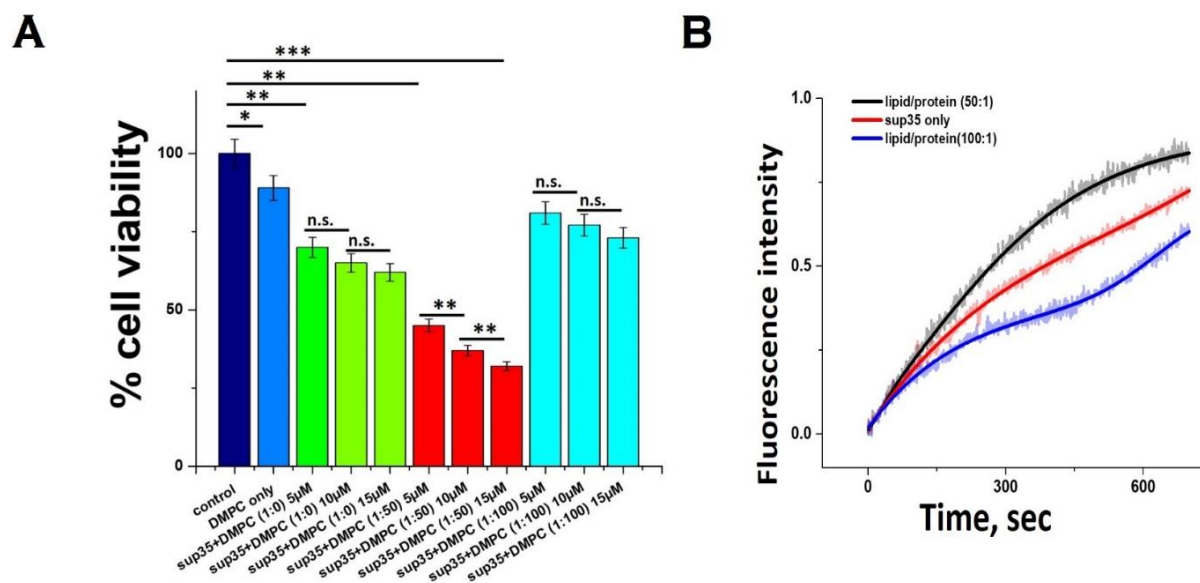 A
% cell viability
100
50
0
***
**
**
*
n.s.
n.s.
**
**
n.s.
n.s.
control
DMPC only
sup35+DMPC (1:0) 5µM
sup35+DMPC (1:0) 10µM
sup35+DMPC (1:0) 15µM
sup35+DMPC (1:50) 5µM
sup35+DMPC (1:50) 10µM
sup35+DMPC (1:50) 15µM
sup35+DMPC (1:100) 5µM
sup35+DMPC (1:100) 10µM
sup35+DMPC (1:100) 15µM
B
Fluorescence intensity
1.0
0.5
0.0
lipid/protein (50:1)
sup35 only
lipid/protein(100:1)
0
300
600
Time, sec